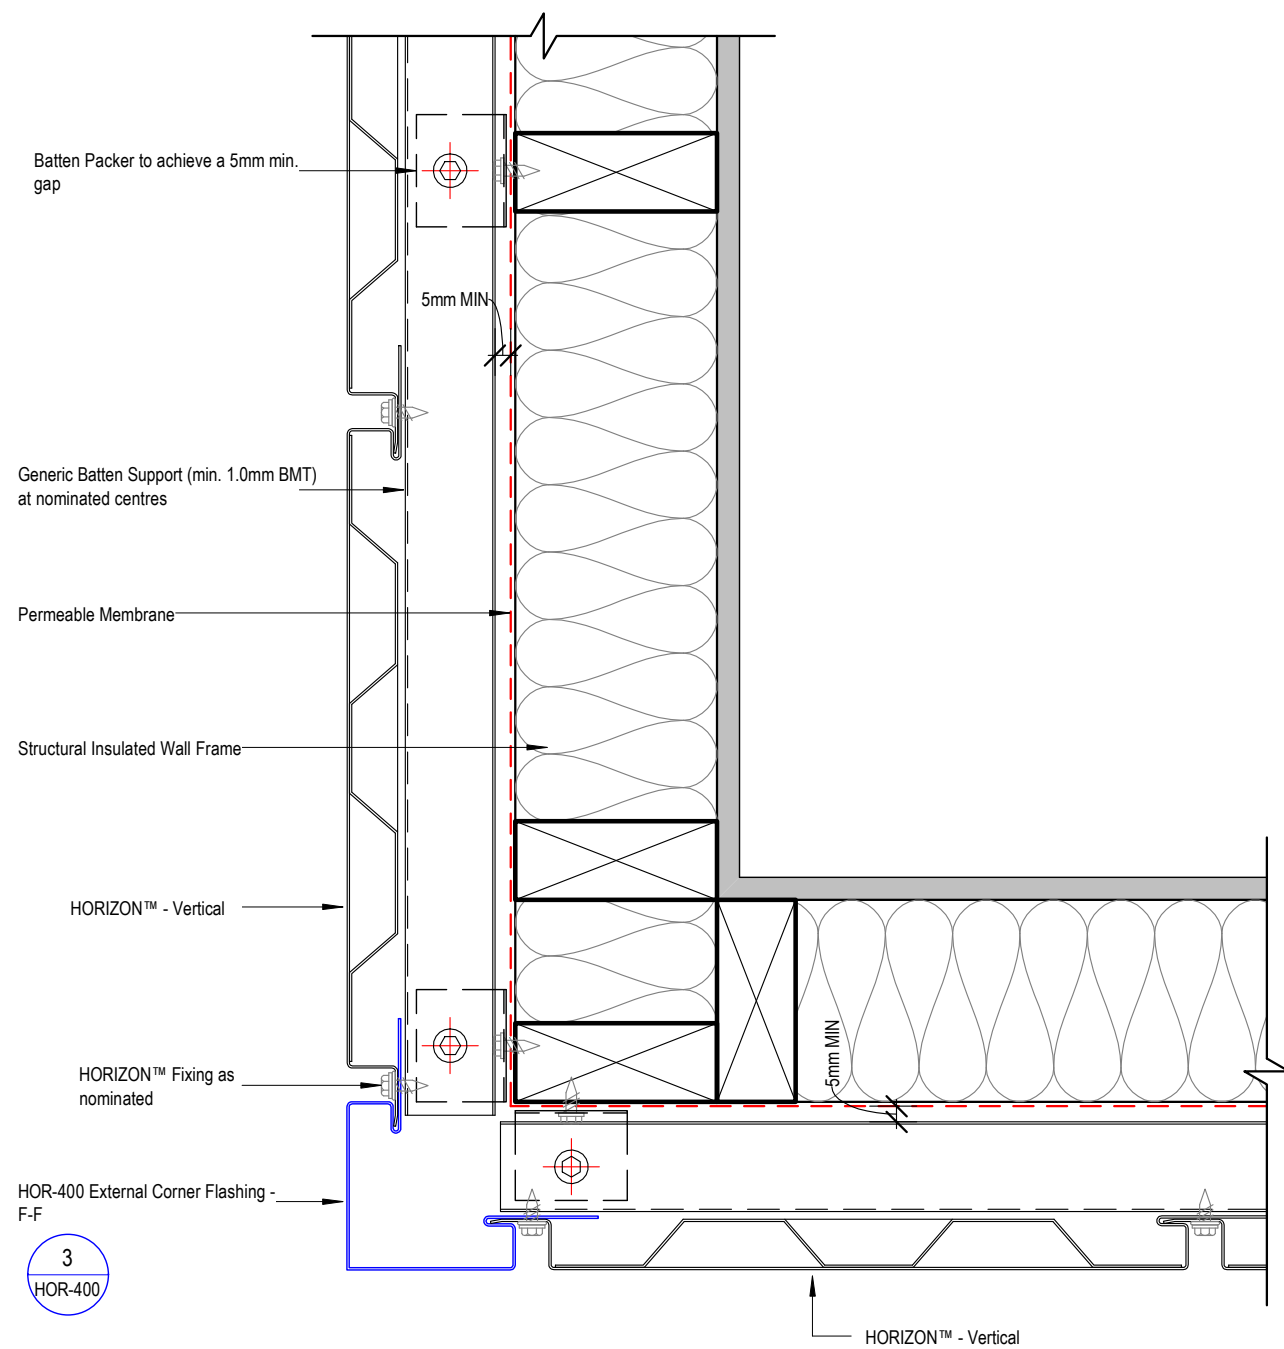 Batten Packer to achieve a 5mm min.
gap
5mm MIN
Generic Batten Support (min. 1.0mm BMT)
at nominated centres
Permeable Membrane
Structural Insulated Wall Frame
HORIZON™ - Vertical
5mm MIN
HORIZON™ Fixing as
nominated
HOR-400 External Corner Flashing -
F-F
3
HOR-400
HORIZON™ - Vertical